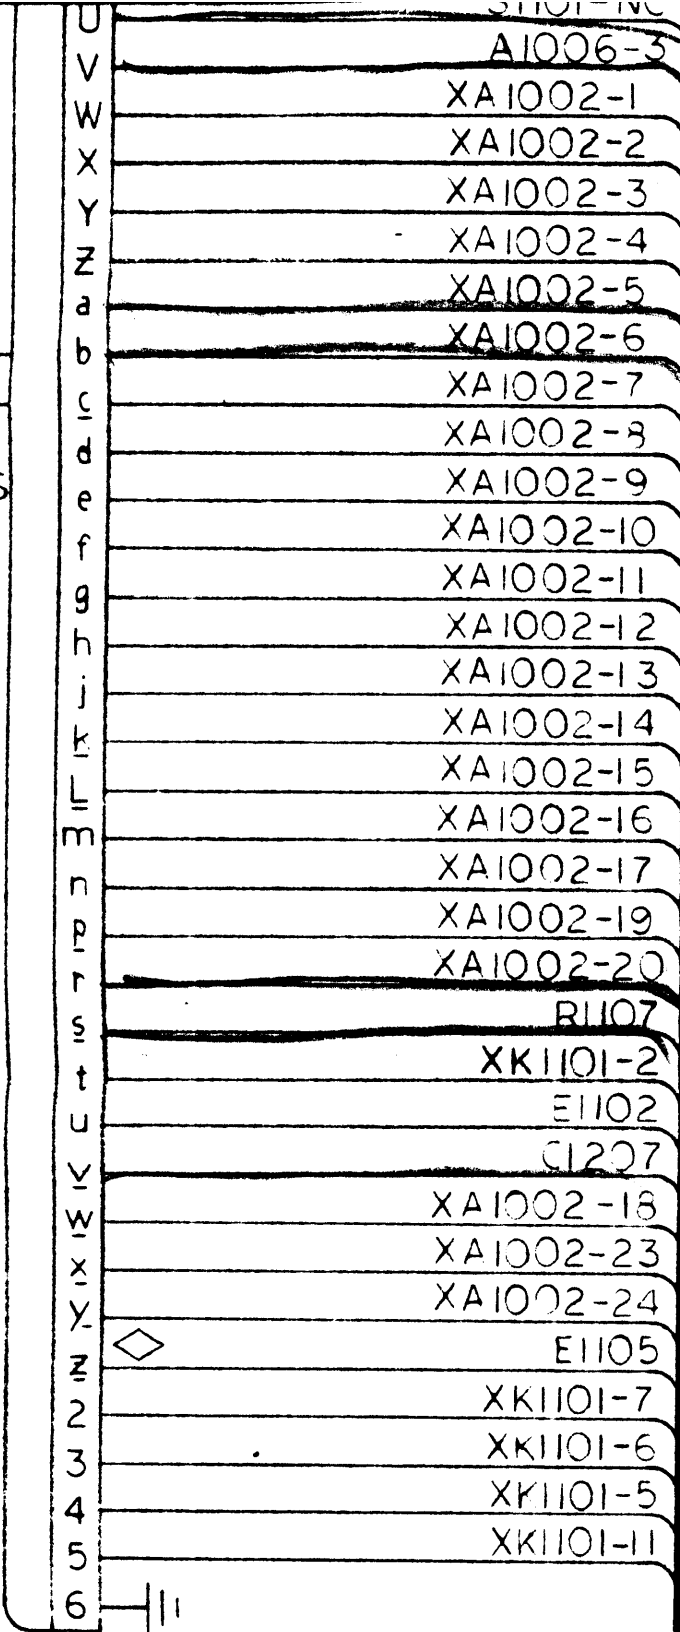 U
V A1006-3
W XA1002-1
X XA1002-2
Y XA1002-3
Z XA1002-4
a XA1002-5
b XA1002-6
c XA1002-7
d XA1002-8
e XA1002-9
f XA1002-10
g XA1002-11
h XA1002-12
j XA1002-13
k XA1002-14
L XA1002-15
m XA1002-16
n XA1002-17
p XA1002-19
r XA1002-20
s R1107
t XK1101-2
u E1102
v C1207
w XA1002-18
x XA1002-23
y XA1002-24
z E1105
2 XK1101-7
3 XK1101-6
4 XK1101-5
5 XK1101-11
6